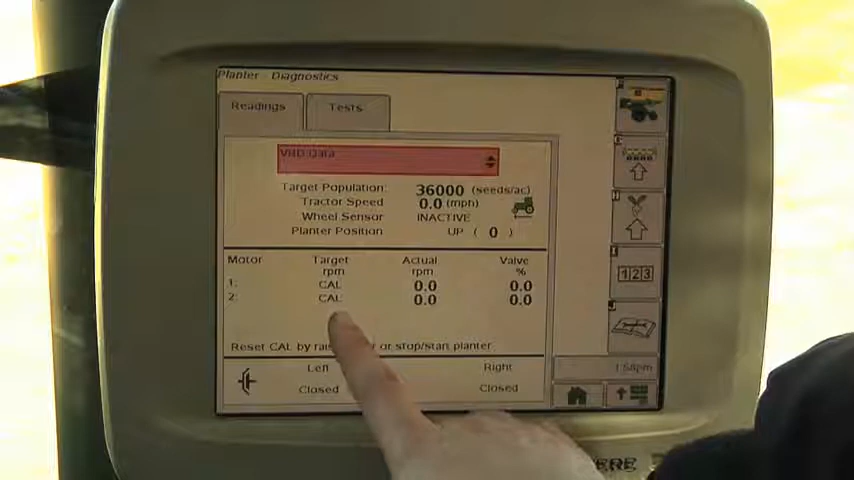 Planter - Diagnostics
Readings Tests
VRD Data
Target Population: 36000 (seeds/ac)
Tractor Speed 0.0 (mph)
Wheel Sensor INACTIVE
Planter Position UP ( 0 )
Motor Target rpm Actual rpm Valve %
1: CAL 0.0 0.0
2: CAL 0.0 0.0
Reset CAL by or stop/start planter.
Left Right
Closed Closed
1 2 3
1:58pm